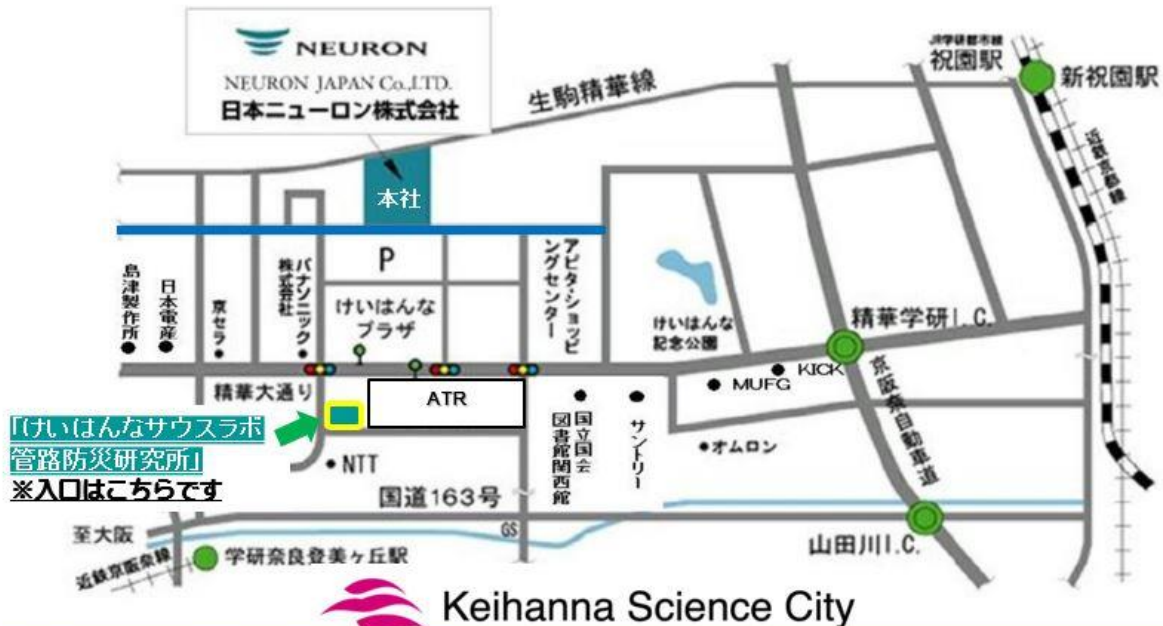 NEURON
NEURON JAPAN Co.,LTD.
日本ニューロン株式会社
生駒精華線
JR学研都市線
祝園駅
新祝園駅
近鉄京都線
本社
P
島津製作所
日本電産
京セラ
パナソニック
株式会社
けいはんな
プラザ
アピタ・ショッピ
ングセンター
けいはんな
記念公園
精華学研I.C.
KICK
MUFG
精華大通り
ATR
京阪奈自動車道
「けいはんなサウスラボ
管路防災研究所」
※入口はこちらです
NTT
国立国会
図書館関西館
サントリー
オムロン
国道163号
GS
至大阪
近鉄京阪奈線
学研奈良登美ヶ丘駅
山田川I.C.
Keihanna Science City